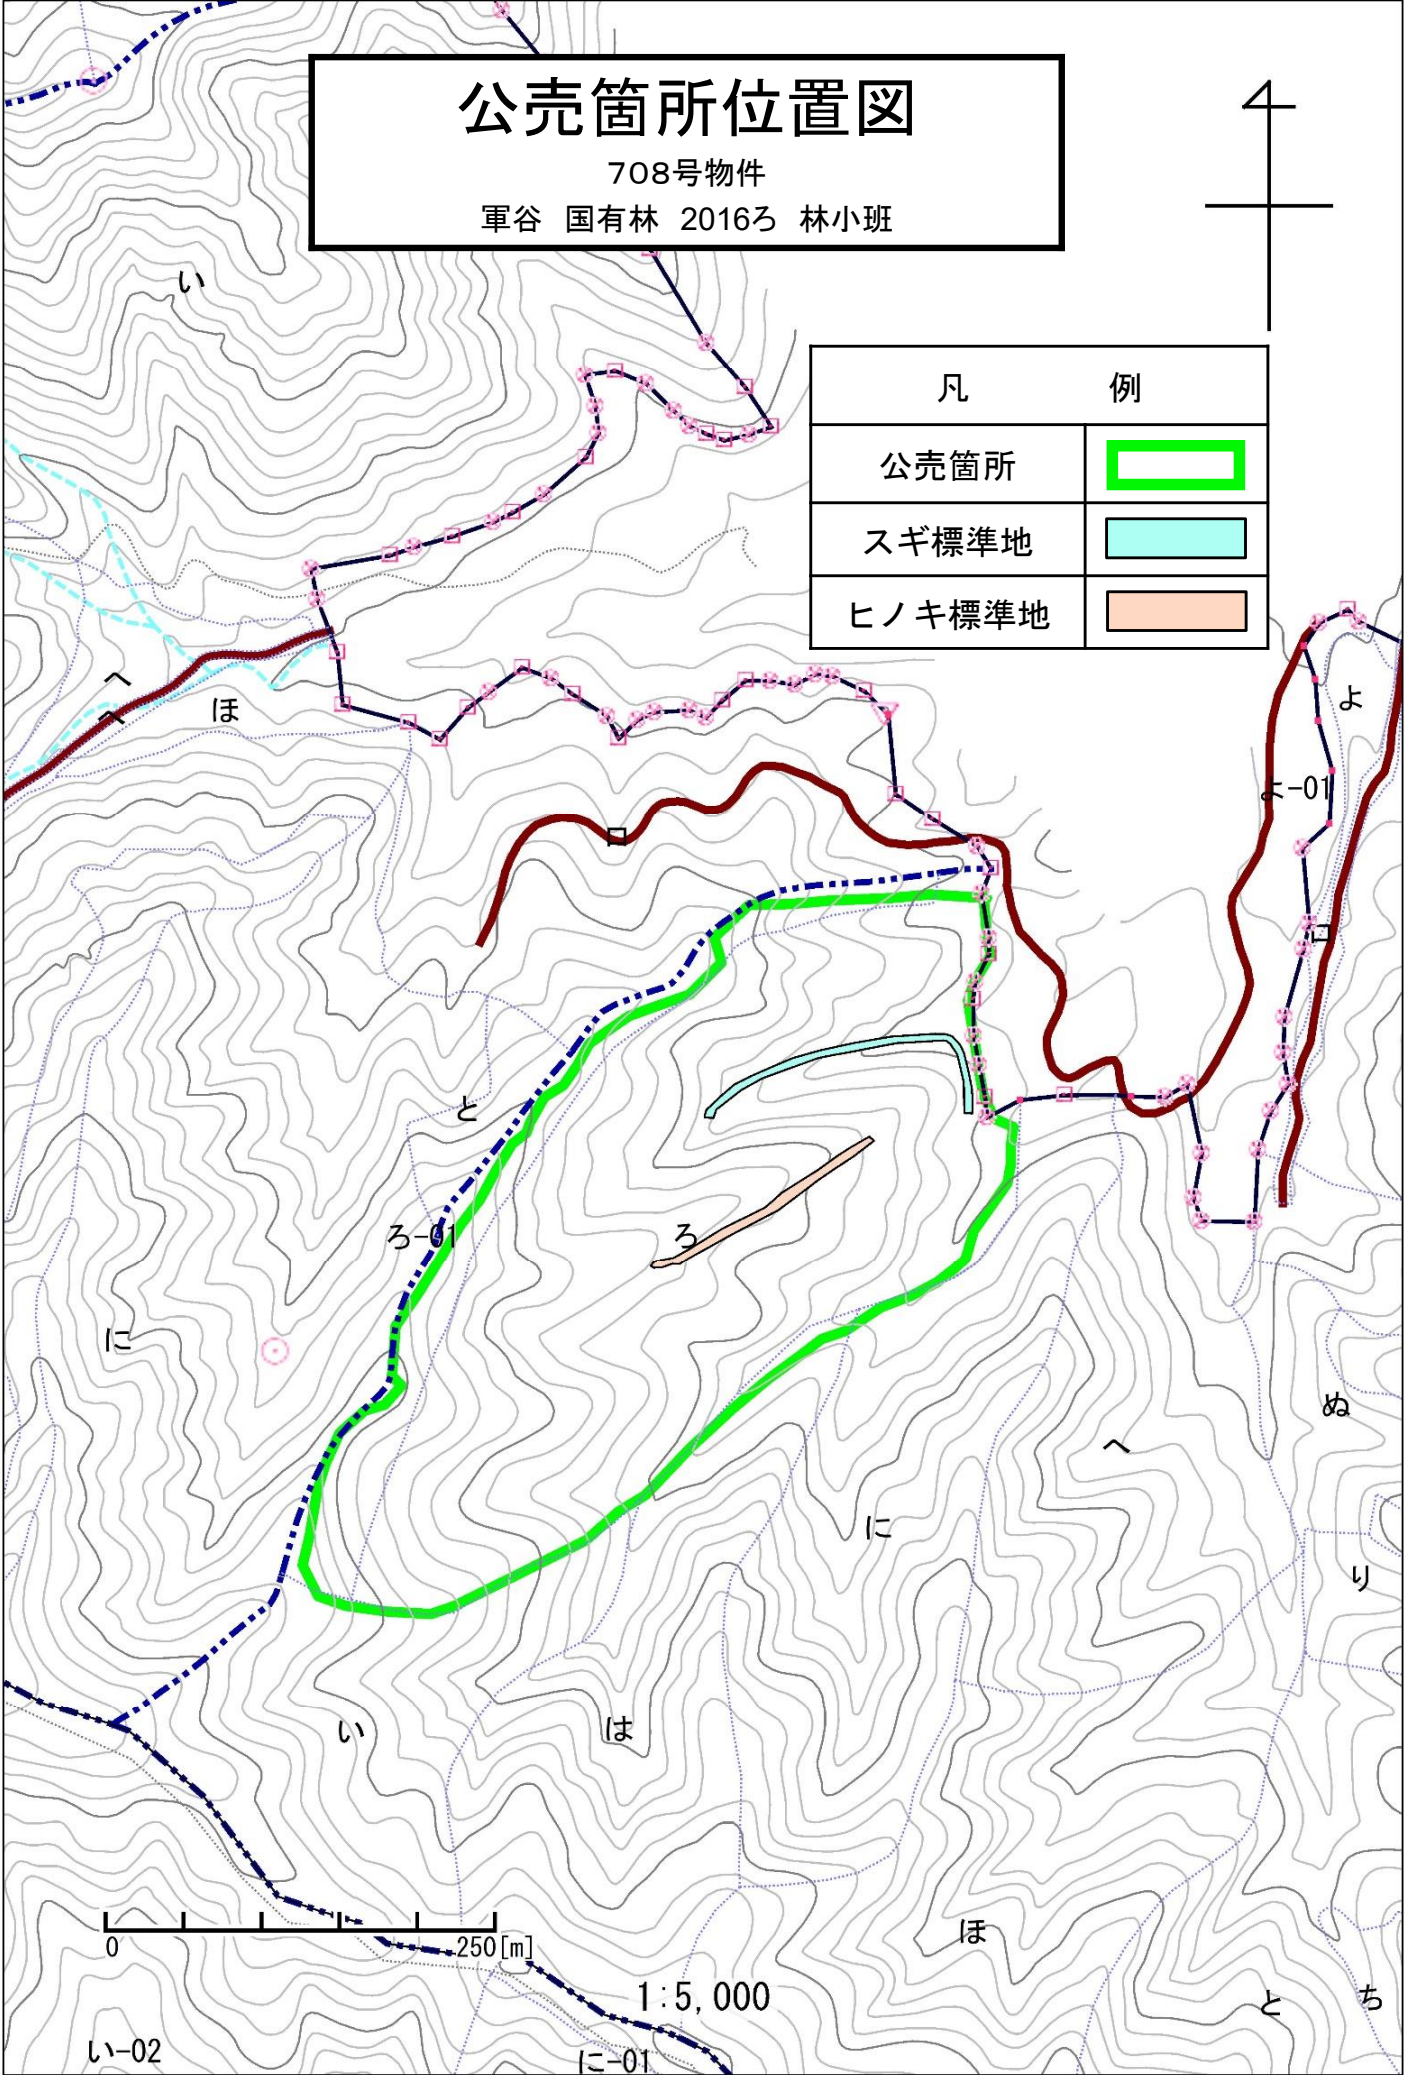 公売箇所位置図
708号物件
軍谷 国有林 2016ろ 林小班
い
凡 例
公売箇所
スギ標準地
ヒノキ標準地
へ
へ
ほ
よ
よ-01
ロ
ロ
と
ろ-01
ろ
に
ぬ
へ
に
り
い
は
ほ
0
250[m]
1:5,000
と
ち
い-02
に-01